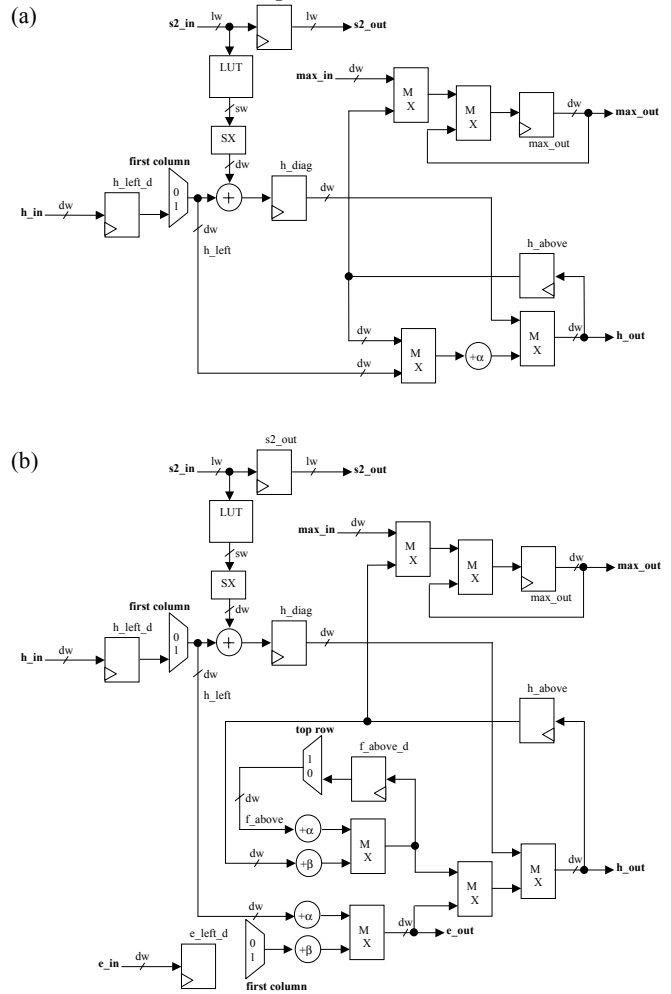 (a)
s2_in lw lw s2_out
LUT
sw
SX
dw
max_in dw
M X
M X
dw max_out
max_out
first column
h_in dw h_left_d
0 1
+
h_diag dw
dw
h_left
h_above
dw
dw
M X
+α
M X
dw h_out
(b)
s2_out
s2_in lw lw s2_out
LUT
sw
SX
dw
max_in dw
M X
M X
dw max_out
max_out
first column
h_in dw h_left_d
0 1
+
h_diag dw
dw
h_left
h_above
top row
1 0
f_above_d
dw
f_above +α
M X
dw +β
M X
M X
dw h_out
dw +α
M X
dw e_out
e_in dw e_left_d
0 1
+β
first column